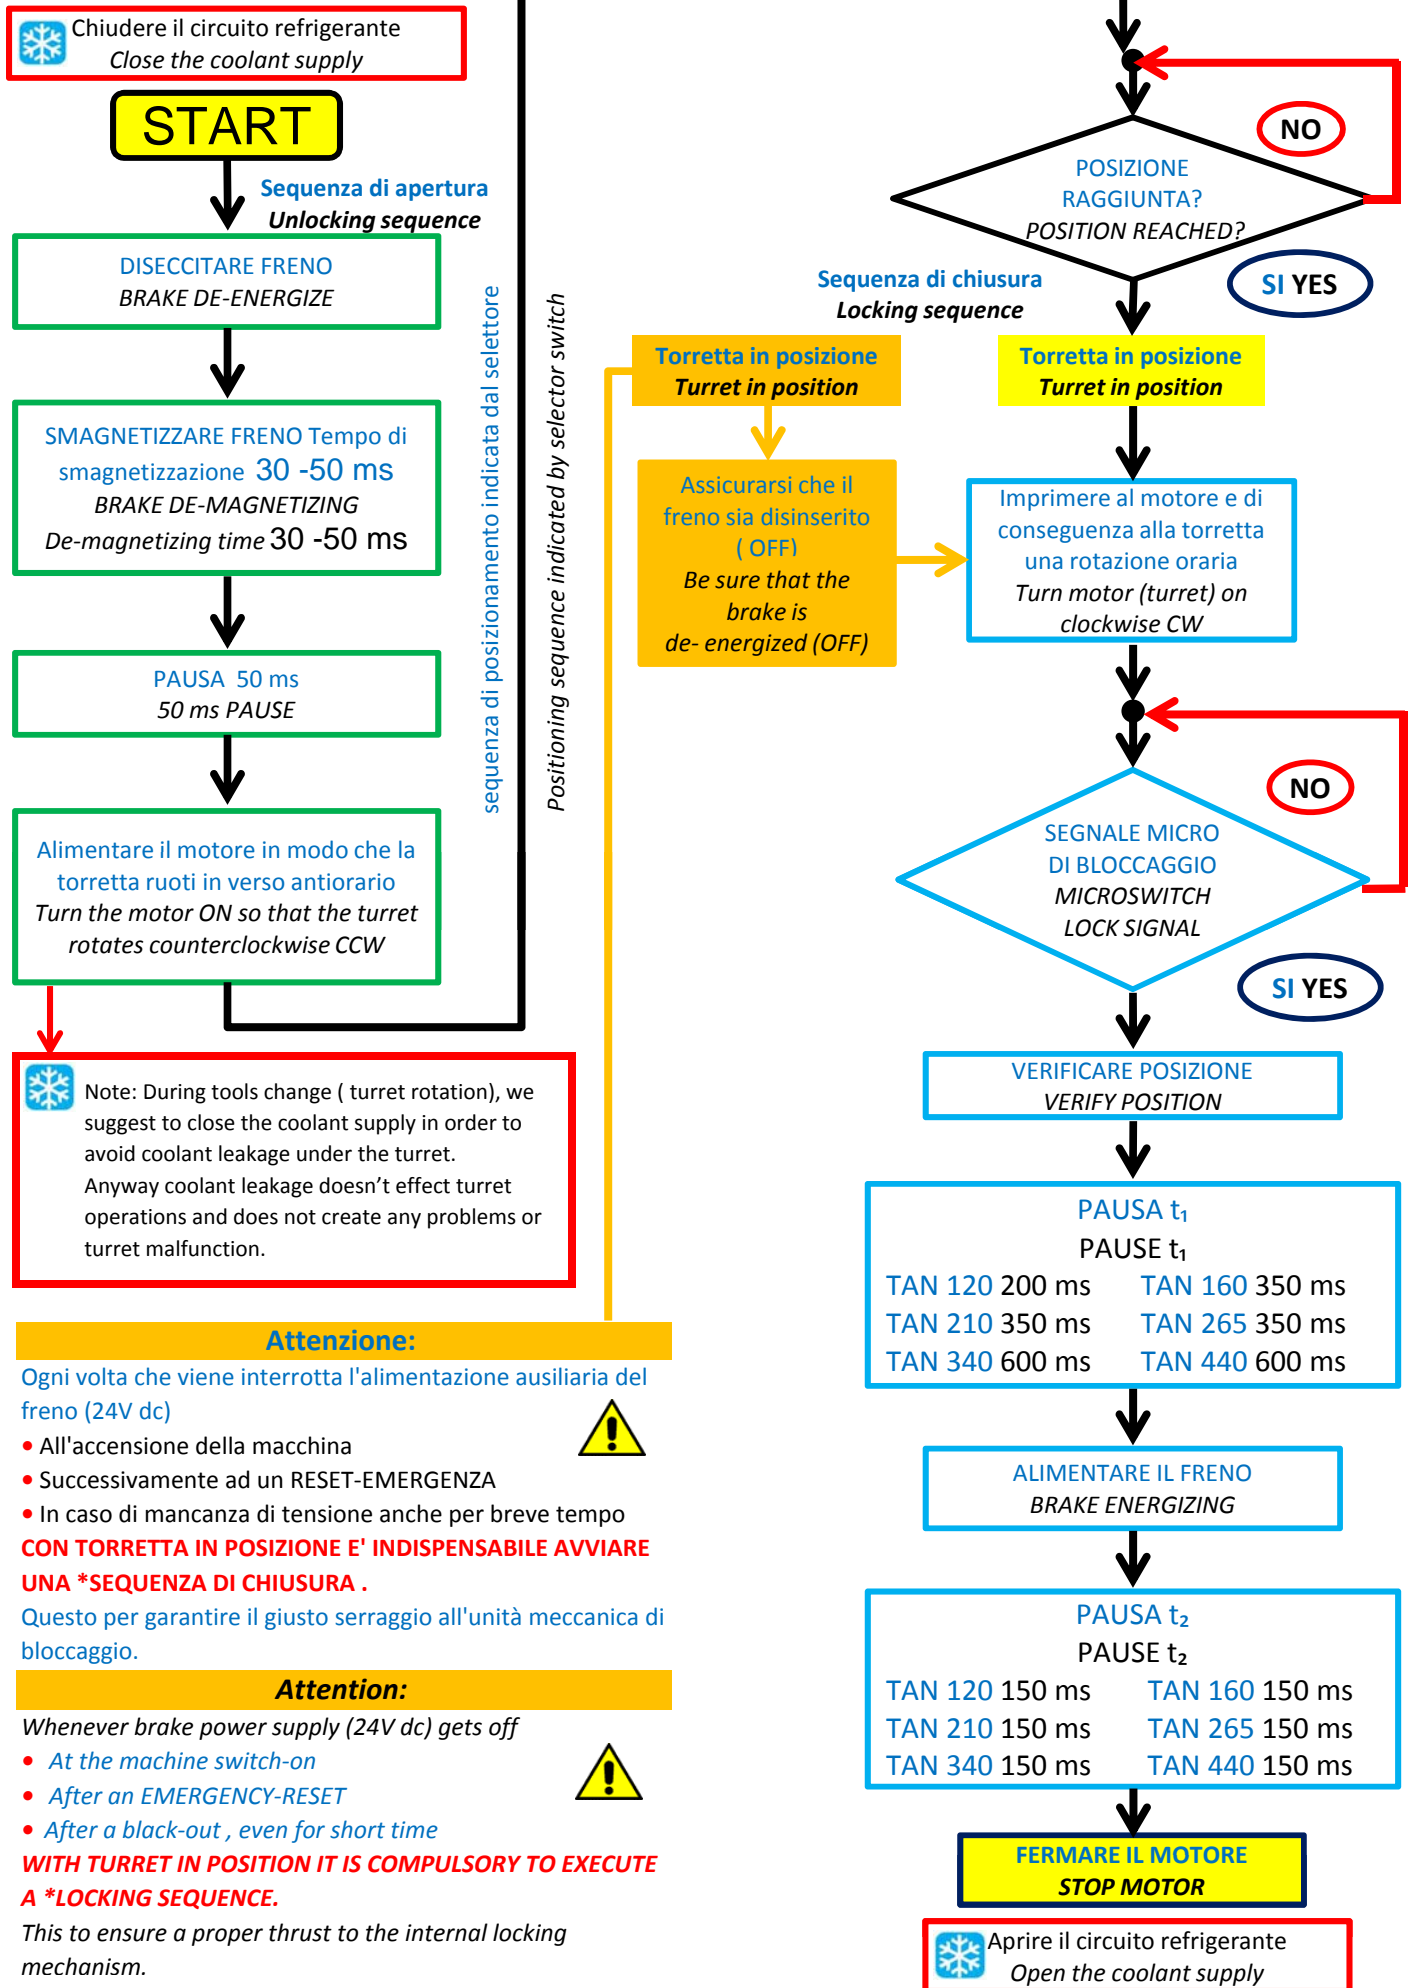 Chiudere il circuito refrigerante
Close the coolant supply
START
Sequenza di apertura
Unlocking sequence
DISECCITARE FRENO
BRAKE DE-ENERGIZE
SMAGNETIZZARE FRENO Tempo di
smagnetizzazione 30 -50 ms
BRAKE DE-MAGNETIZING
De-magnetizing time 30 -50 ms
PAUSA 50 ms
50 ms PAUSE
Alimentare il motore in modo che la
torretta ruoti in verso antiorario
Turn the motor ON so that the turret
rotates counterclockwise CCW
Note: During tools change ( turret rotation), we
suggest to close the coolant supply in order to
avoid coolant leakage under the turret.
Anyway coolant leakage doesn't effect turret
operations and does not create any problems or
turret malfunction.
sequenza di posizionamento indicata dal selettore
Positioning sequence indicated by selector switch
POSIZIONE
RAGGIUNTA?
POSITION REACHED?
NO
SI YES
Sequenza di chiusura
Locking sequence
Torretta in posizione
Turret in position
Torretta in posizione
Turret in position
Assicurarsi che il
freno sia disinserito
( OFF)
Be sure that the
brake is
de- energized (OFF)
Imprimere al motore e di
conseguenza alla torretta
una rotazione oraria
Turn motor (turret) on
clockwise CW
SEGNALE MICRO
DI BLOCCAGGIO
MICROSWITCH
LOCK SIGNAL
NO
SI YES
VERIFICARE POSIZIONE
VERIFY POSITION
PAUSA t₁
PAUSE t₁
TAN 120 200 ms TAN 160 350 ms
TAN 210 350 ms TAN 265 350 ms
TAN 340 600 ms TAN 440 600 ms
ALIMENTARE IL FRENO
BRAKE ENERGIZING
PAUSA t₂
PAUSE t₂
TAN 120 150 ms TAN 160 150 ms
TAN 210 150 ms TAN 265 150 ms
TAN 340 150 ms TAN 440 150 ms
FERMARE IL MOTORE
STOP MOTOR
Aprire il circuito refrigerante
Open the coolant supply
Attenzione:
Ogni volta che viene interrotta l'alimentazione ausiliaria del
freno (24V dc)
• All'accensione della macchina
• Successivamente ad un RESET-EMERGENZA
• In caso di mancanza di tensione anche per breve tempo
CON TORRETTA IN POSIZIONE E' INDISPENSABILE AVVIARE
UNA *SEQUENZA DI CHIUSURA .
Questo per garantire il giusto serraggio all'unità meccanica di
bloccaggio.
Attention:
Whenever brake power supply (24V dc) gets off
• At the machine switch-on
• After an EMERGENCY-RESET
• After a black-out , even for short time
WITH TURRET IN POSITION IT IS COMPULSORY TO EXECUTE
A *LOCKING SEQUENCE.
This to ensure a proper thrust to the internal locking
mechanism.